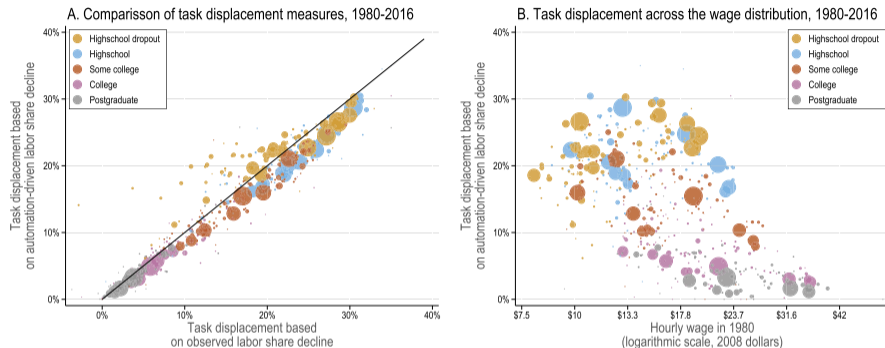 A. Comparisson of task displacement measures, 1980-2016
40%
30%
20%
10%
0%
Task displacement based
on automation-driven labor share decline
Highschool dropout
Highschool
Some college
College
Postgraduate
0%
10%
20%
30%
40%
Task displacement based
on observed labor share decline
B. Task displacement across the wage distribution, 1980-2016
40%
30%
20%
10%
0%
Task displacement based
on automation-driven labor share decline
Highschool dropout
Highschool
Some college
College
Postgraduate
$7.5
$10
$13.3
$17.8
$23.7
$31.6
$42
Hourly wage in 1980
(logarithmic scale, 2008 dollars)